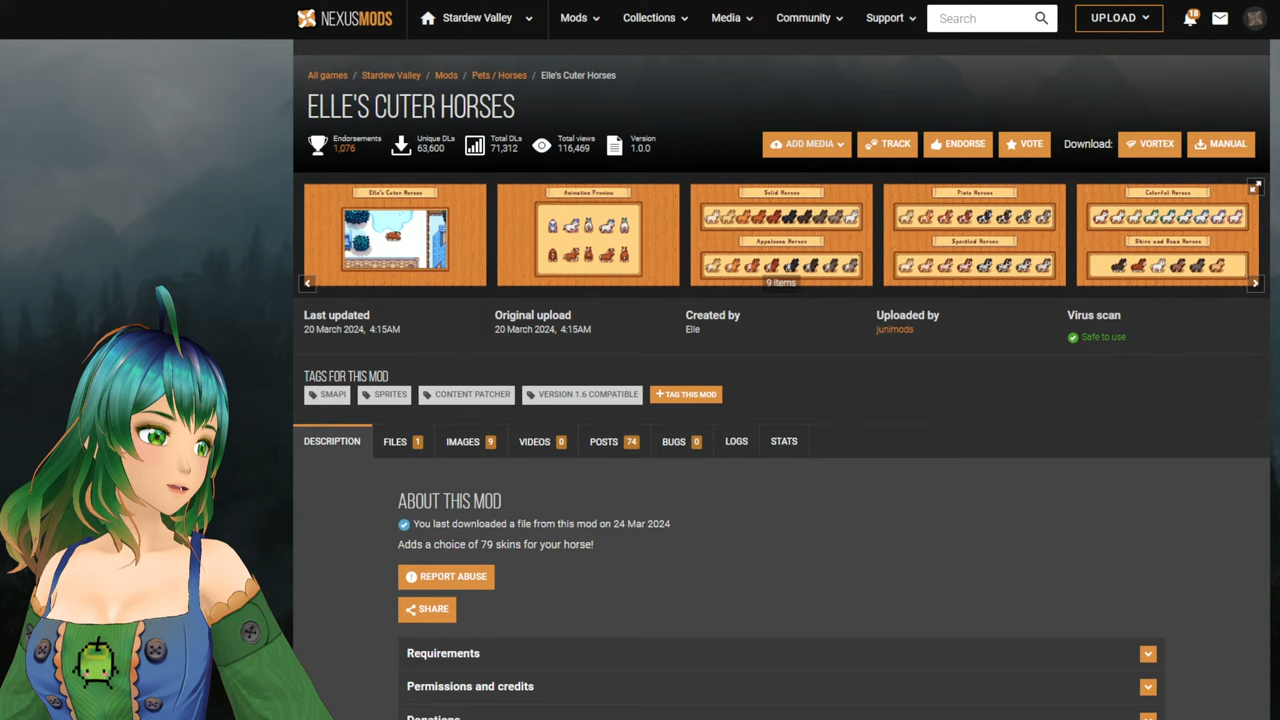 NEXUSMODS
Stardew Valley
Mods
Collections
Media
Community
Support
Search
UPLOAD
18
All games / Stardew Valley / Mods / Pets / Horses / Elle's Cuter Horses
ELLE'S CUTER HORSES
Endorsements
1,076
Unique DLs
63,600
Total DLs
71,312
Total views
116,469
Version
1.0.0
ADD MEDIA
TRACK
ENDORSE
VOTE
Download:
VORTEX
MANUAL
Elle's Cuter Horses
Animation Preview
Solid Horses
Appaloosa Horses
Pinto Horses
Speckled Horses
Colorful Horses
Shire and Roan Horses
9 items
Last updated
20 March 2024, 4:15AM
Original upload
20 March 2024, 4:15AM
Created by
Elle
Uploaded by
junimods
Virus scan
Safe to use
TAGS FOR THIS MOD
SMAPI
SPRITES
CONTENT PATCHER
VERSION 1.6 COMPATIBLE
+ TAG THIS MOD
DESCRIPTION
FILES 1
IMAGES 9
VIDEOS 0
POSTS 74
BUGS 0
LOGS
STATS
ABOUT THIS MOD
You last downloaded a file from this mod on 24 Mar 2024
Adds a choice of 79 skins for your horse!
REPORT ABUSE
SHARE
Requirements
Permissions and credits
Donations